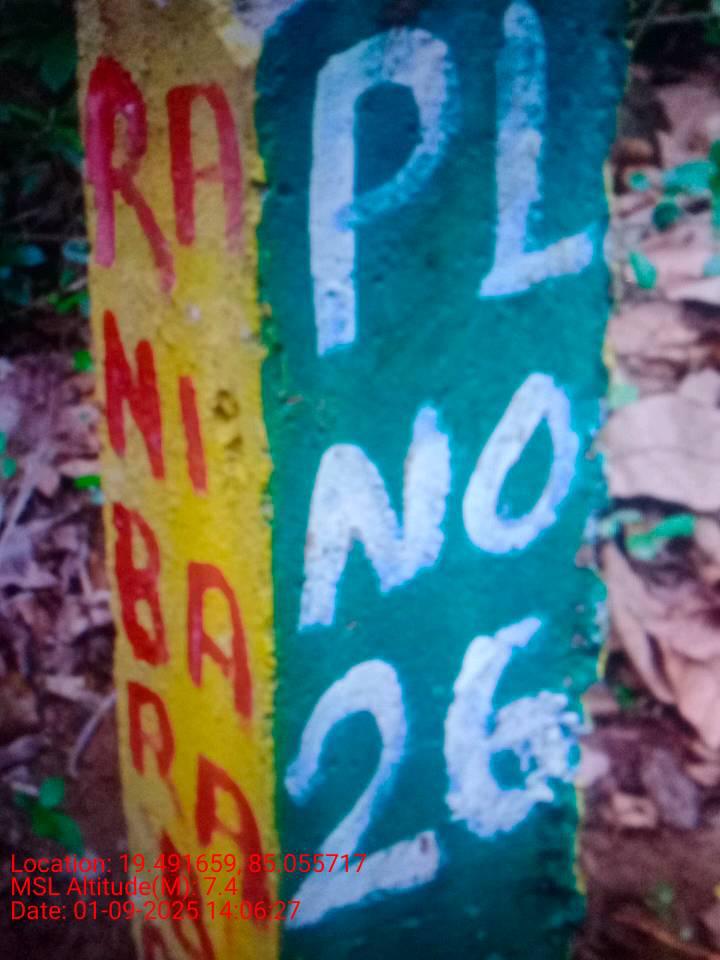 RA
NI
BA
RA
PL
NO
26
Location: 19.491659, 85.055717
MSL Altitude(M): 7.4
Date: 01-09-2025 14:06:27